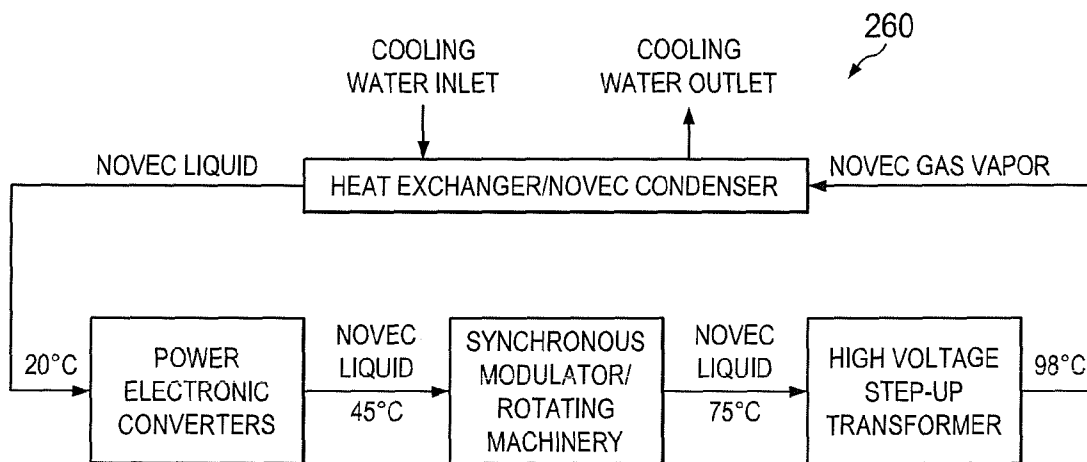 260
COOLING
WATER INLET
COOLING
WATER OUTLET
NOVEC LIQUID
HEAT EXCHANGER/NOVEC CONDENSER
NOVEC GAS VAPOR
20°C
POWER
ELECTRONIC
CONVERTERS
NOVEC
LIQUID
45°C
SYNCHRONOUS
MODULATOR/
ROTATING
MACHINERY
NOVEC
LIQUID
75°C
HIGH VOLTAGE
STEP-UP
TRANSFORMER
98°C